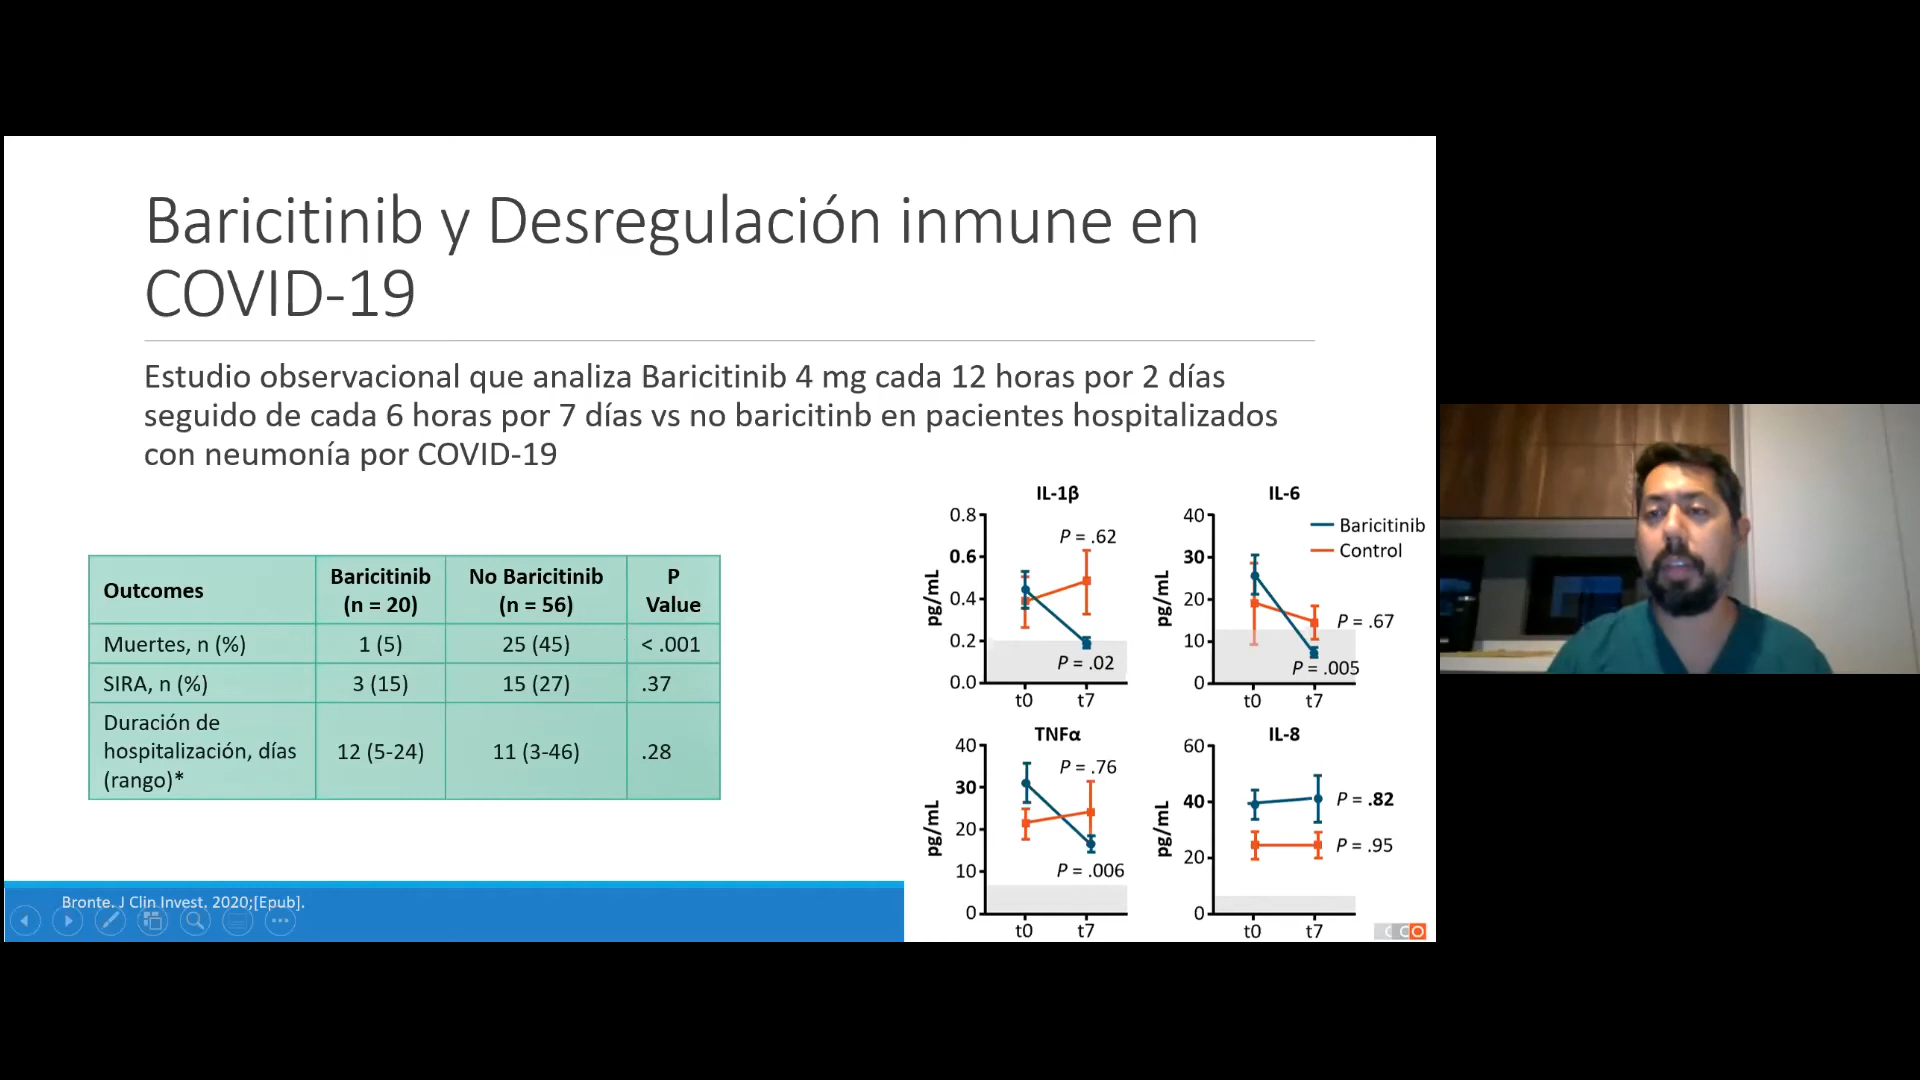 Baricitinib y Desregulación inmune en
COVID-19
Estudio observacional que analiza Baricitinib 4 mg cada 12 horas por 2 días
seguido de cada 6 horas por 7 días vs no baricitinb en pacientes hospitalizados
con neumonía por COVID-19
Outcomes
Baricitinib
(n = 20)
No Baricitinib
(n = 56)
P
Value
Muertes, n (%)
1 (5)
25 (45)
< .001
SIRA, n (%)
3 (15)
15 (27)
.37
Duración de
hospitalización, días
(rango)*
12 (5-24)
11 (3-46)
.28
IL-1β
pg/mL
0.8
0.6
0.4
0.2
0.0
P = .62
P = .02
t0
t7
IL-6
pg/mL
40
30
20
10
0
Baricitinib
Control
P = .67
P = .005
t0
t7
TNFα
pg/mL
40
30
20
10
0
P = .76
P = .006
t0
t7
IL-8
pg/mL
60
40
20
0
P = .82
P = .95
t0
t7
Bronte. J Clin Invest. 2020;[Epub].
CCO